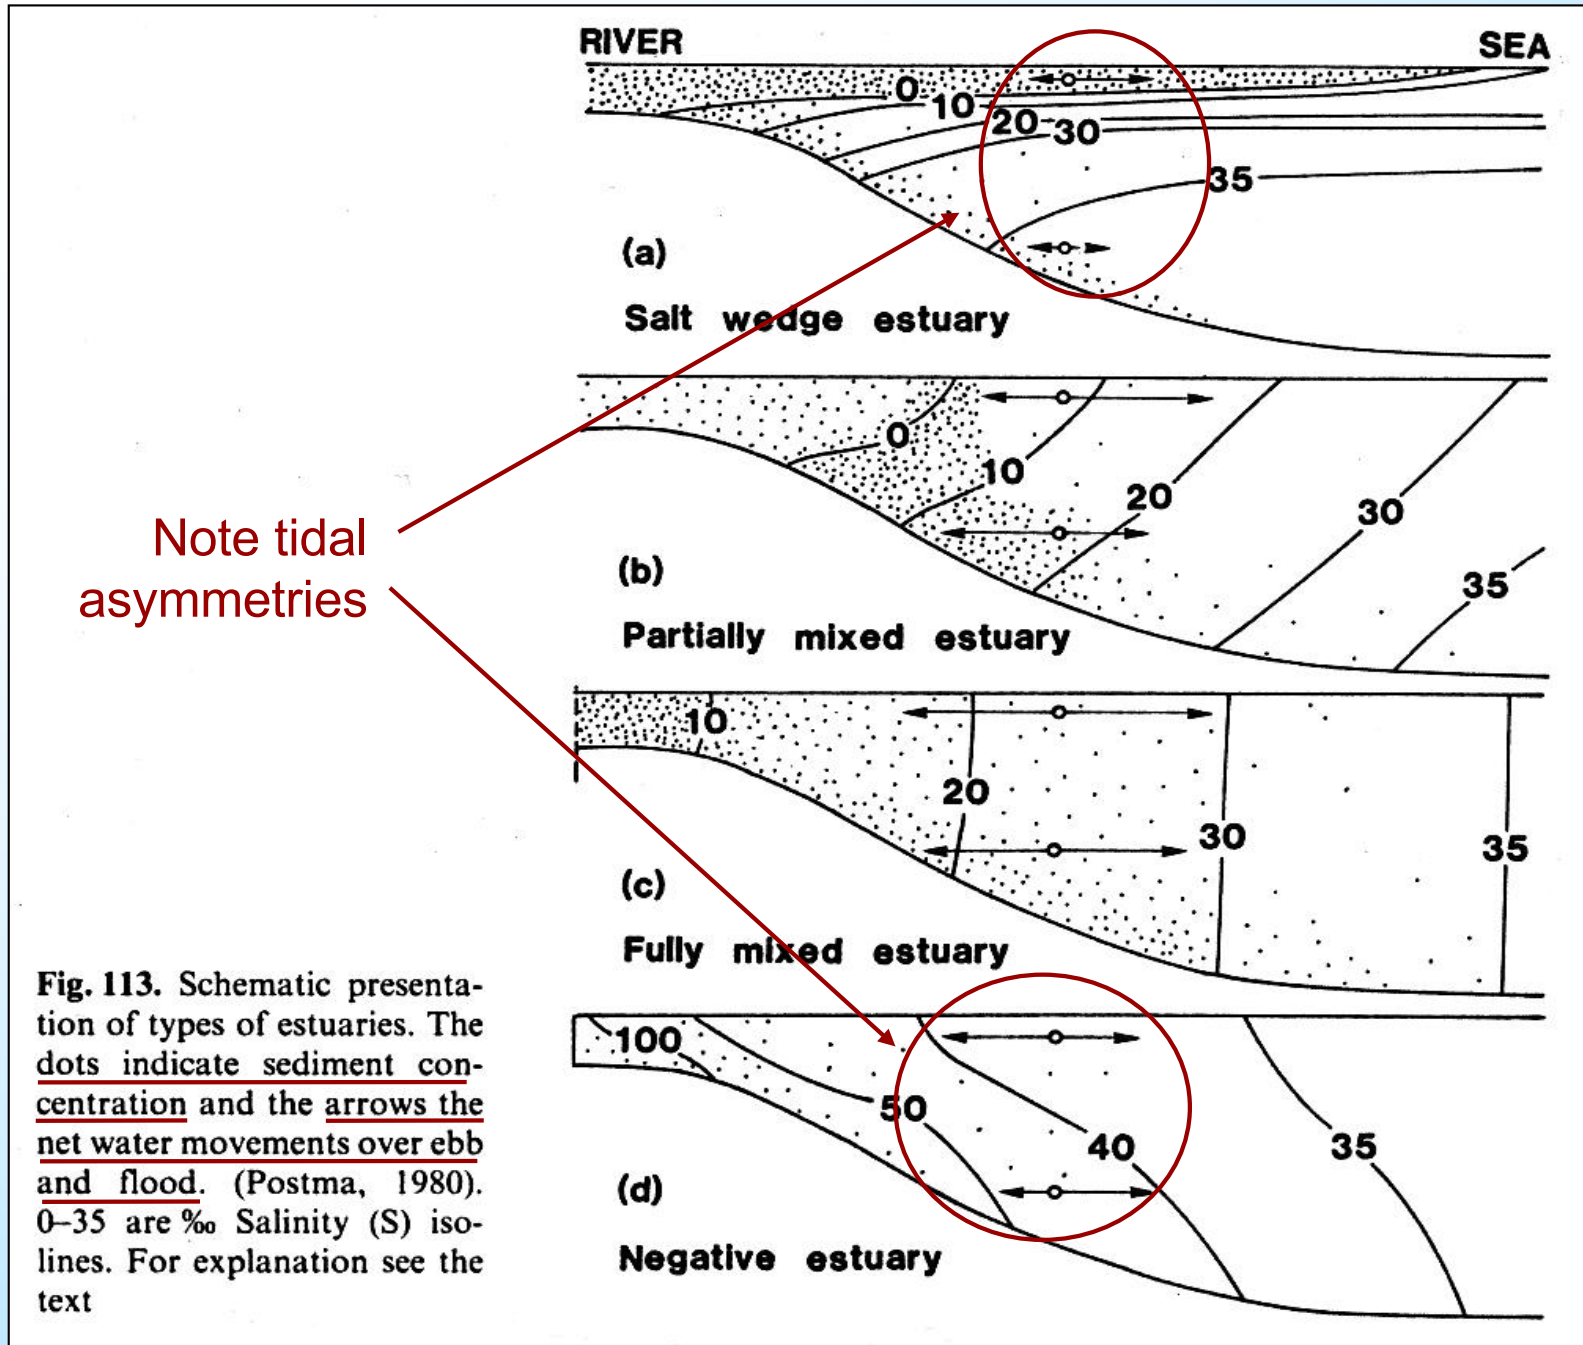 RIVER
SEA
0
10
20
30
35
(a)
Salt wedge estuary
0
10
20
30
35
(b)
Partially mixed estuary
Note tidal
asymmetries
10
20
30
35
(c)
Fully mixed estuary
100
50
40
35
(d)
Negative estuary
Fig. 113. Schematic presenta-
tion of types of estuaries. The
dots indicate sediment con-
centration and the arrows the
net water movements over ebb
and flood. (Postma, 1980).
0–35 are ‰ Salinity (S) iso-
lines. For explanation see the
text